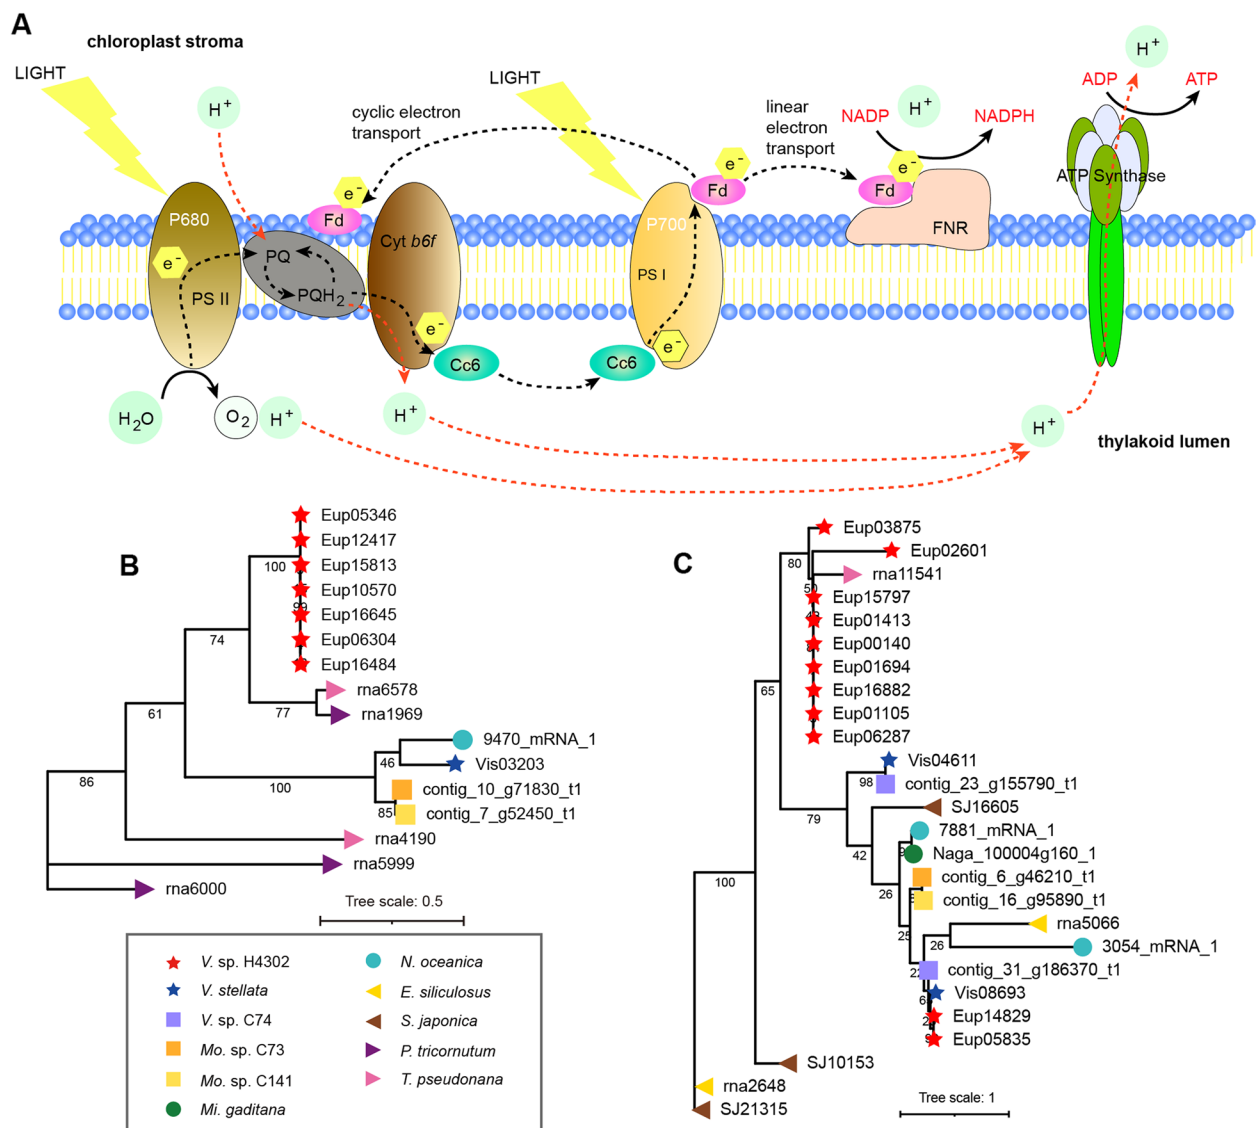 A
chloroplast stroma
LIGHT
H+
cyclic electron
transport
LIGHT
linear
electron
transport
NADP
H+
NADPH
H+
ADP
ATP
P680
e-
PS II
PQ
PQH2
Fd
e-
Cyt b6f
e-
Cc6
Cc6
e-
P700
PS I
Fd
e-
Fd
e-
FNR
ATP Synthase
H2O
O2
H+
H+
H+
thylakoid lumen
B
Eup05346
Eup12417
100
Eup15813
Eup10570
Eup16645
Eup06304
74
Eup16484
rna6578
77
rna1969
61
9470_mRNA_1
46
Vis03203
100
contig_10_g71830_t1
85
contig_7_g52450_t1
86
rna4190
rna5999
rna6000
Tree scale: 0.5
V. sp. H4302
V. stellata
V. sp. C74
Mo. sp. C73
Mo. sp. C141
Mi. gaditana
N. oceanica
E. siliculosus
S. japonica
P. tricornutum
T. pseudonana
C
Eup03875
Eup02601
80
rna11541
Eup15797
Eup01413
Eup00140
Eup01694
65
Eup16882
Eup01105
Eup06287
Vis04611
98
contig_23_g155790_t1
79
SJ16605
7881_mRNA_1
42
Naga_100004g160_1
contig_6_g46210_t1
26
contig_16_g95890_t1
rna5066
25
26
3054_mRNA_1
contig_31_g186370_t1
Vis08693
Eup14829
Eup05835
100
SJ10153
rna2648
SJ21315
Tree scale: 1